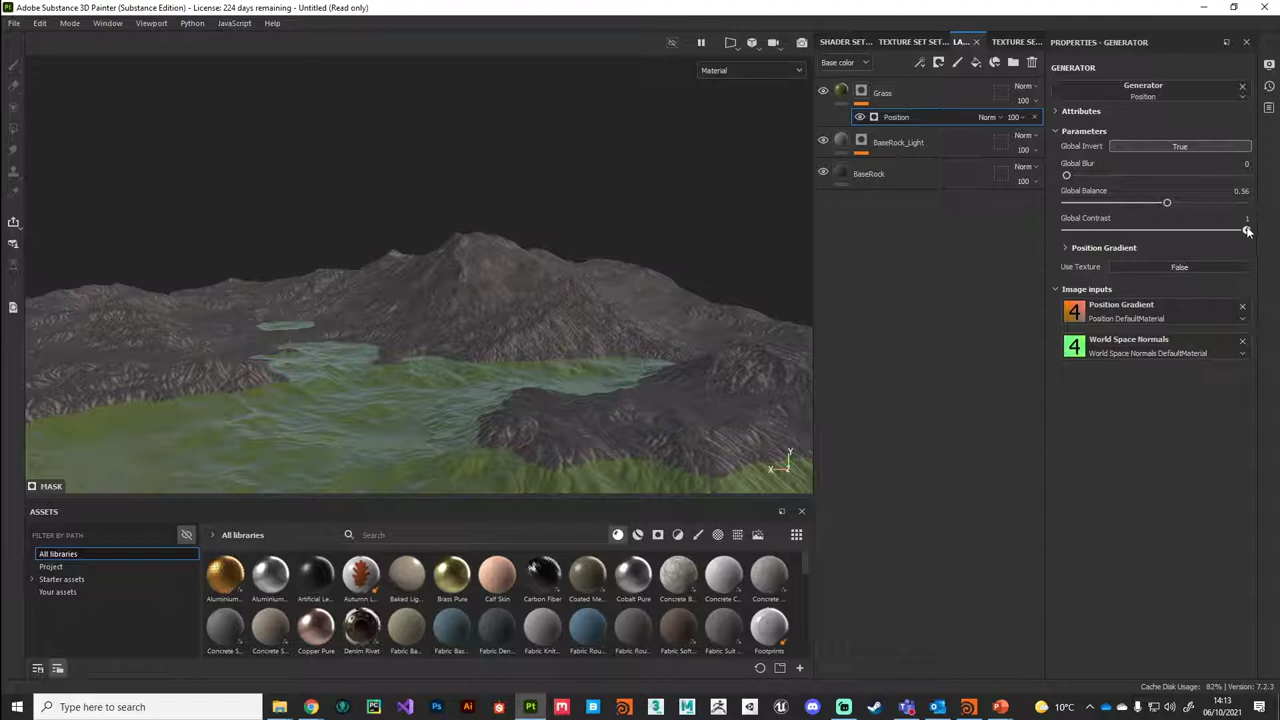 Adobe Substance 3D Painter (Substance Edition) - License: 224 days remaining - Untitled (Read only)
File Edit Mode Window Viewport Python JavaScript Help
SHADER SET... TEXTURE SET SET... LA... TEXTURE SE... PROPERTIES - GENERATOR
Material
Base color
GENERATOR
Generator
Position
Grass
Norm
100
Position Norm 100
BaseRock_Light
Norm
100
BaseRock
Norm
100
Attributes
Parameters
Global Invert True
Global Blur 0
Global Balance 0.56
Global Contrast 1
Position Gradient
Use Texture False
Image inputs
4 Position Gradient
Position DefaultMaterial
4 World Space Normals
World Space Normals DefaultMaterial
Y
X Z
MASK
ASSETS
FILTER BY PATH
All libraries
Project
Starter assets
Your assets
All libraries Search
Aluminium... Aluminium... Artificial Le... Autumn L... Baked Lig... Brass Pure Calf Skin Carbon Fiber Coated Me... Cobalt Pure Concrete B... Concrete C... Concrete ...
Concrete S... Concrete S... Copper Pure Denim Rivet Fabric Ba... Fabric Bas... Fabric Den... Fabric Knit... Fabric Rou... Fabric Rou... Fabric Soft... Fabric Suit ... Footprints
Cache Disk Usage: 82% | Version: 7.2.3
Type here to search
10°C
14:13
06/10/2021